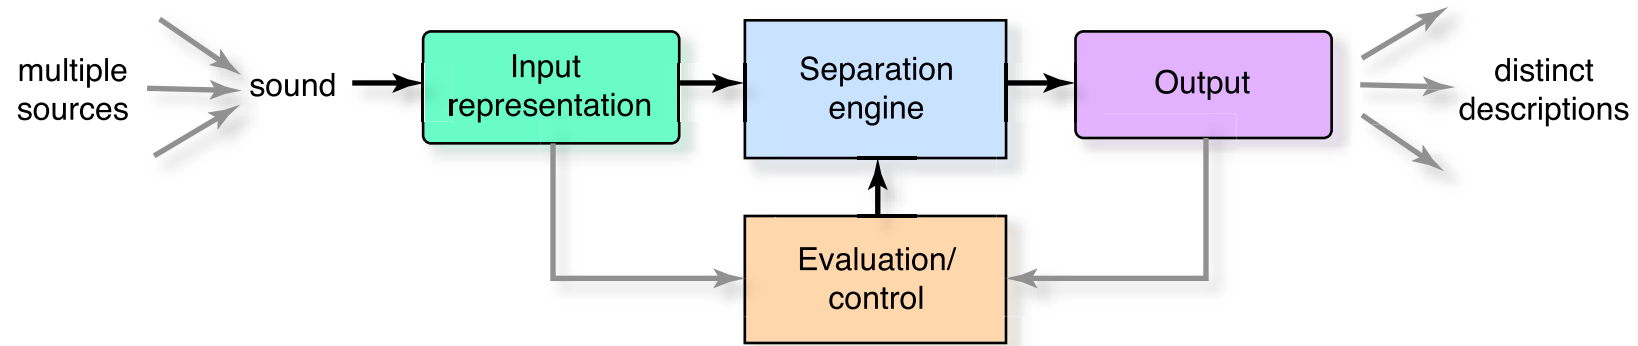 multiple
sources
sound
Input
representation
Separation
engine
Output
distinct
descriptions
Evaluation/
control